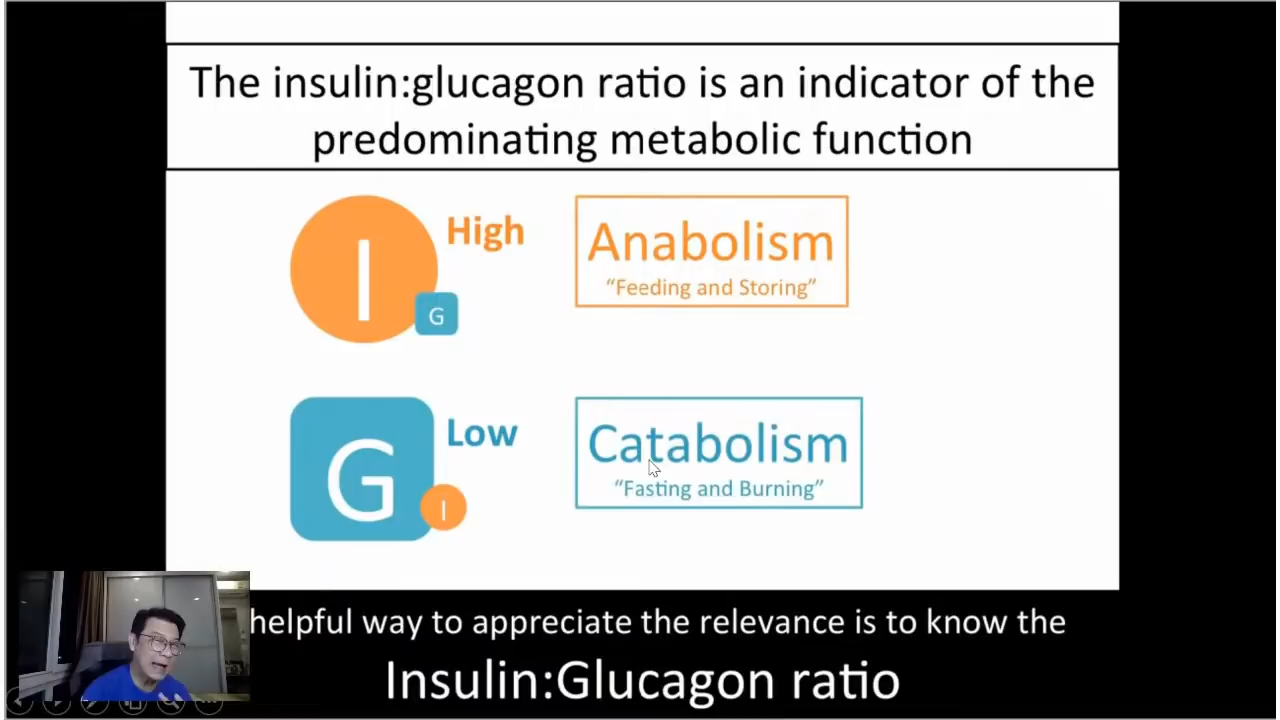 The insulin:glucagon ratio is an indicator of the
predominating metabolic function
I
High
G
Anabolism
“Feeding and Storing”
G
Low
I
Catabolism
“Fasting and Burning”
helpful way to appreciate the relevance is to know the
Insulin:Glucagon ratio